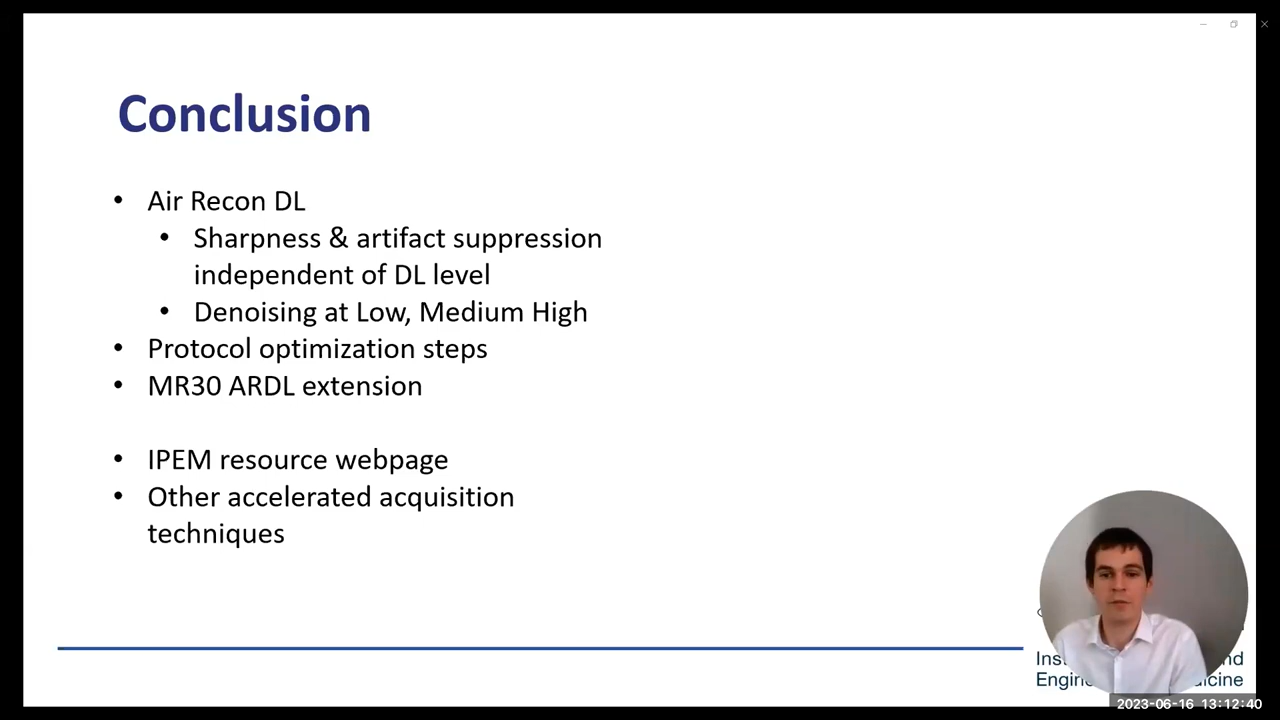 Conclusion
• Air Recon DL
• Sharpness & artifact suppression
independent of DL level
• Denoising at Low, Medium High
• Protocol optimization steps
• MR30 ARDL extension
• IPEM resource webpage
• Other accelerated acquisition
techniques
2023-06-16 13:12:40